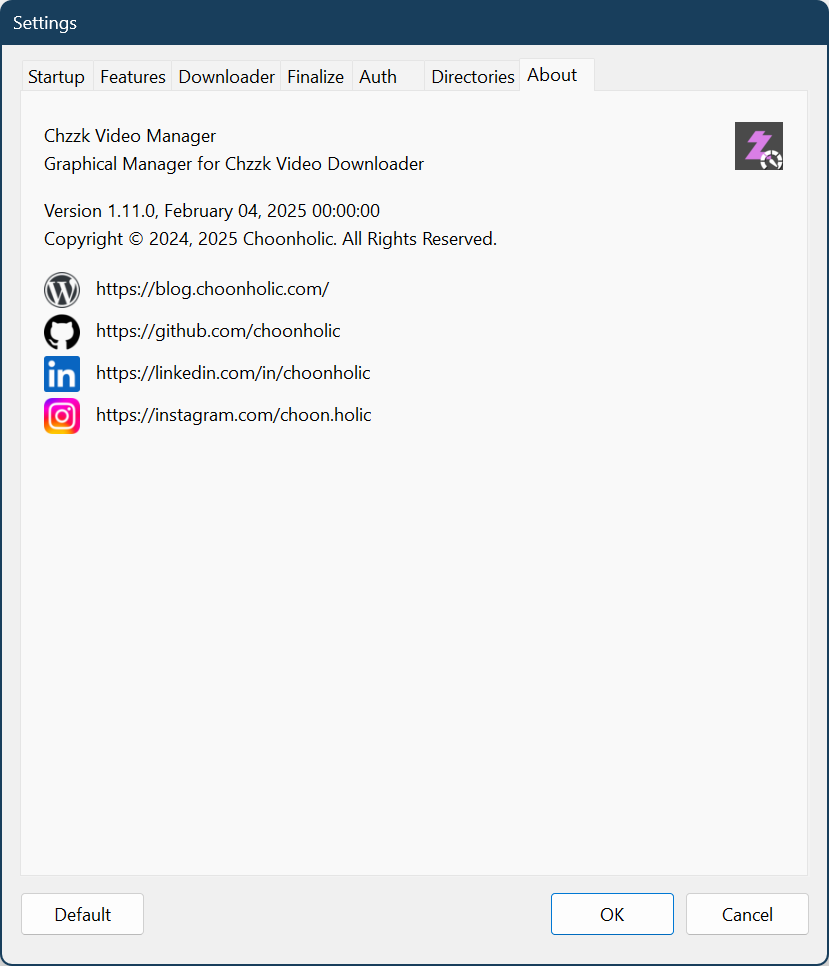 Settings
Startup Features Downloader Finalize Auth Directories About
Chzzk Video Manager
Graphical Manager for Chzzk Video Downloader
Version 1.11.0, February 04, 2025 00:00:00
Copyright © 2024, 2025 Choonholic. All Rights Reserved.
https://blog.choonholic.com/
https://github.com/choonholic
https://linkedin.com/in/choonholic
https://instagram.com/choon.holic
Default OK Cancel